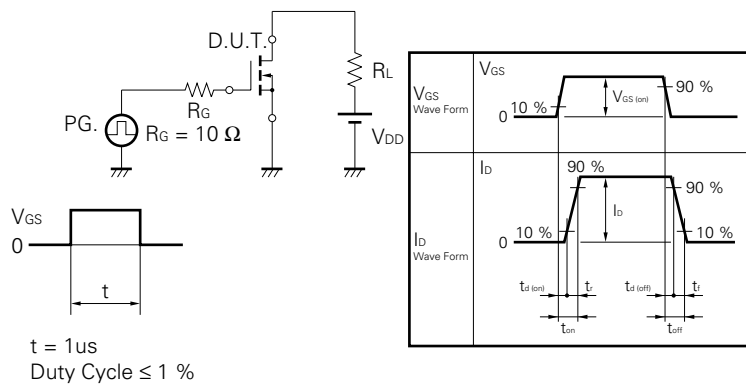 D.U.T.
RL
RG
PG.
RG = 10 Ω
VDD
VGS
0
t
t = 1us
Duty Cycle ≤ 1 %
VGS
Wave Form
VGS
10 %
VGS (on)
90 %
0
ID
Wave Form
ID
90 %
90 %
ID
10 %
10 %
0
td (on)
tr
td (off)
tf
ton
toff